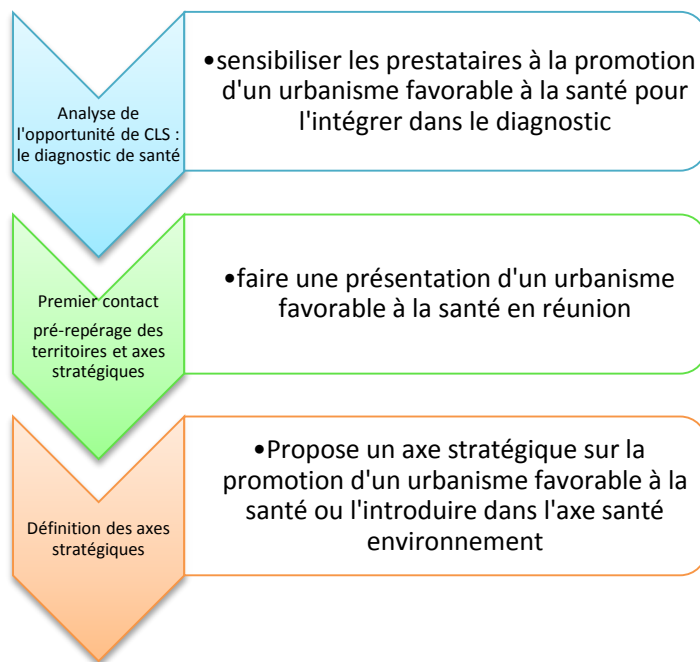 Analyse de
l'opportunité de CLS :
le diagnostic de santé
•sensibiliser les prestataires à la promotion
d'un urbanisme favorable à la santé pour
l'intégrer dans le diagnostic
Premier contact
pré-repérage des
territoires et axes
stratégiques
•faire une présentation d'un urbanisme
favorable à la santé en réunion
Définition des axes
stratégiques
•Propose un axe stratégique sur la
promotion d'un urbanisme favorable à la
santé ou l'introduire dans l'axe santé
environnement